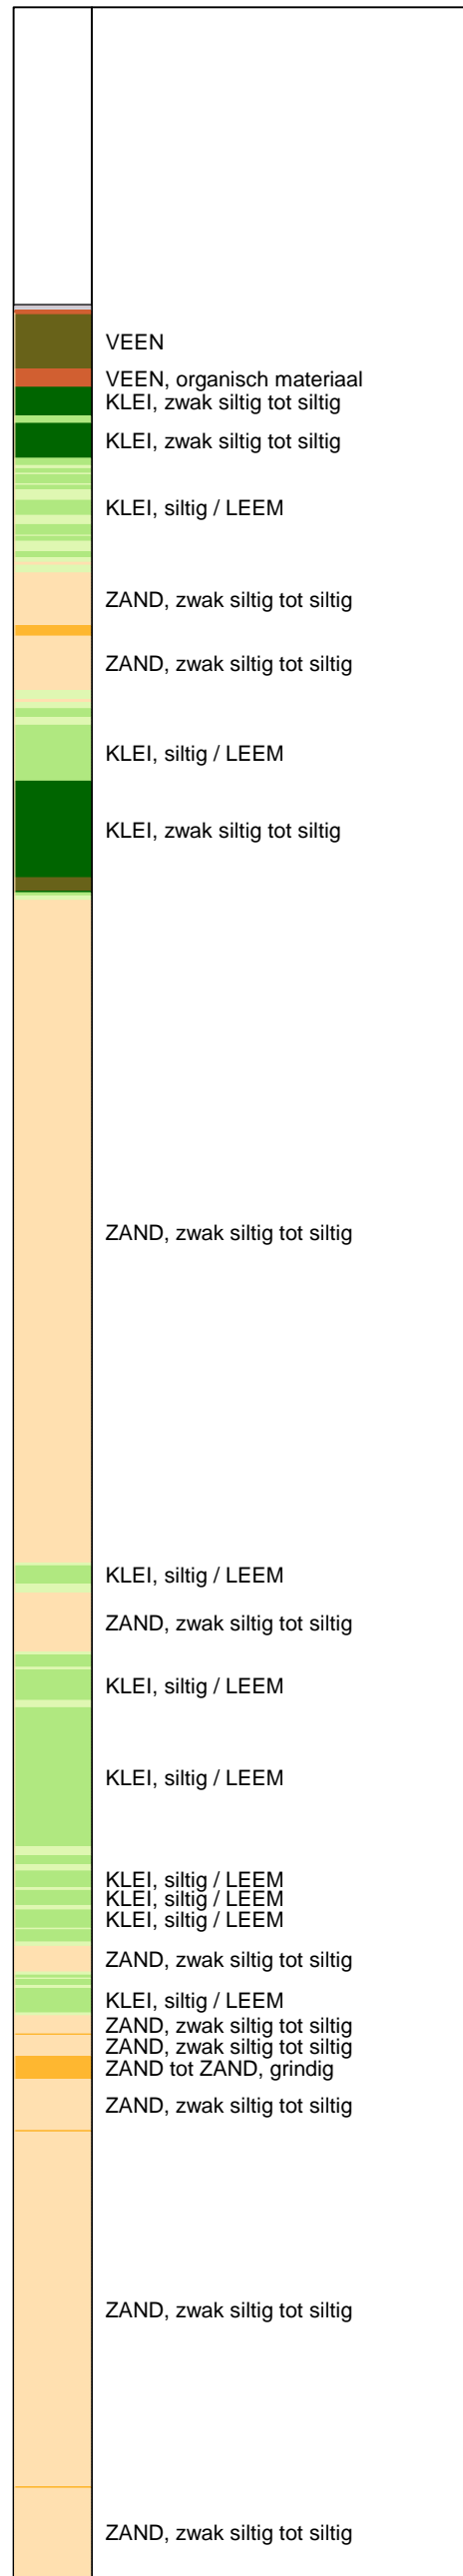 VEEN
VEEN, organisch materiaal
KLEI, zwak siltig tot siltig
KLEI, zwak siltig tot siltig
KLEI, siltig / LEEM
ZAND, zwak siltig tot siltig
ZAND, zwak siltig tot siltig
KLEI, siltig / LEEM
KLEI, zwak siltig tot siltig
ZAND, zwak siltig tot siltig
KLEI, siltig / LEEM
ZAND, zwak siltig tot siltig
KLEI, siltig / LEEM
KLEI, siltig / LEEM
KLEI, siltig / LEEM
KLEI, siltig / LEEM
KLEI, siltig / LEEM
ZAND, zwak siltig tot siltig
KLEI, siltig / LEEM
ZAND, zwak siltig tot siltig
ZAND, zwak siltig tot siltig
ZAND tot ZAND, grindig
ZAND, zwak siltig tot siltig
ZAND, zwak siltig tot siltig
ZAND, zwak siltig tot siltig